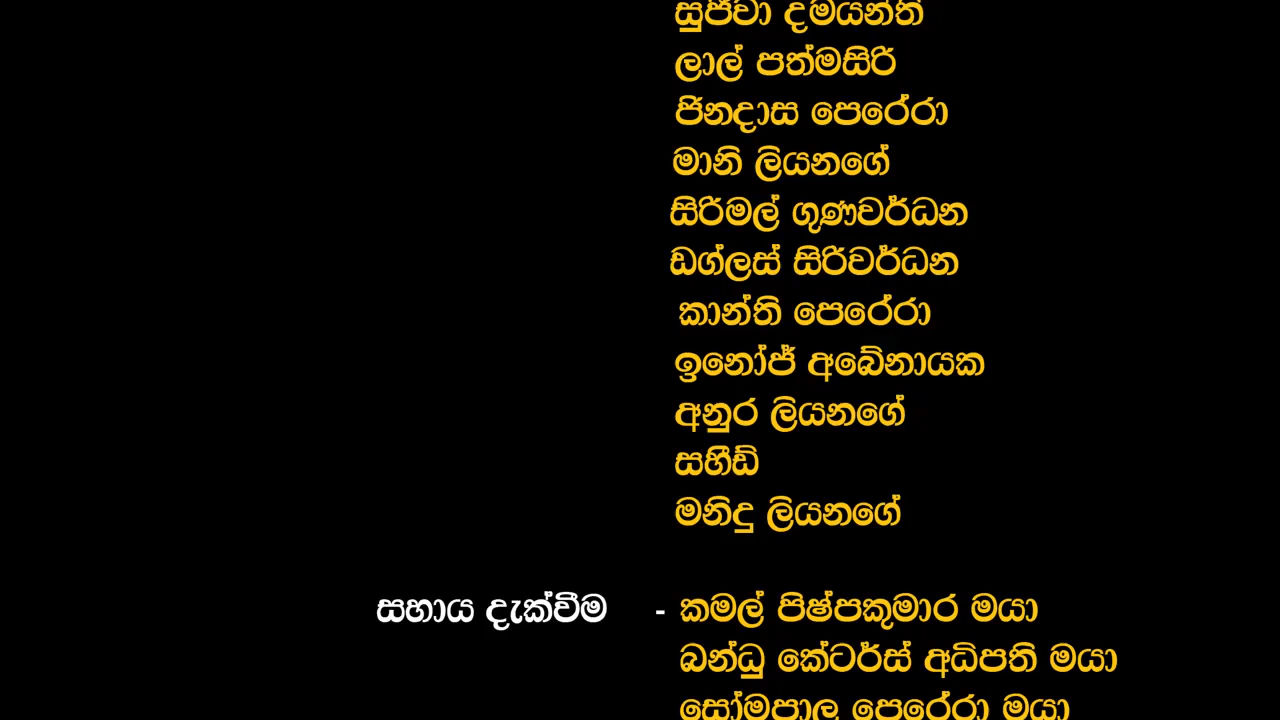 සුජීවා දමයන්ති
ලාල් පත්මසිරි
ජිනදාස පෙරේරා
මානි ලියනගේ
සිරිමල් ගුණවර්ධන
ඩග්ලස් සිරිවර්ධන
කාන්ති පෙරේරා
ඉනෝජ් අබේනායක
අනුර ලියනගේ
සහීඩ්
මනිදු ලියනගේ
සහාය දැක්වීම - කමල් පිෂ්පකුමාර මයා
බන්ධු කේටර්ස් අධිපති මයා
සෝමපාල පෙරේරා මයා